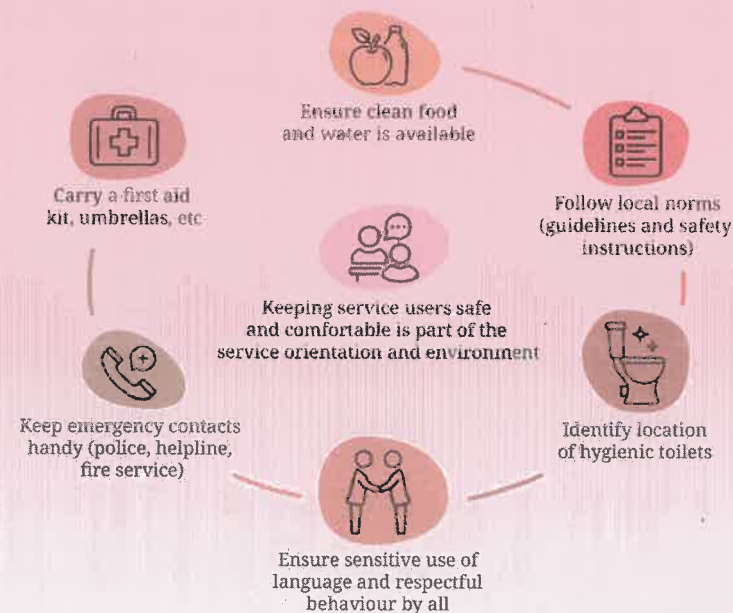 Ensure clean food
and water is available
Follow local norms
(guidelines and safety
instructions)
Identify location
of hygienic toilets
Ensure sensitive use of
language and respectful
behaviour by all
Keep emergency contacts
handy (police, helpline,
fire service)
Carry a first aid
kit, umbrellas, etc
Keeping service users safe
and comfortable is part of the
service orientation and environment